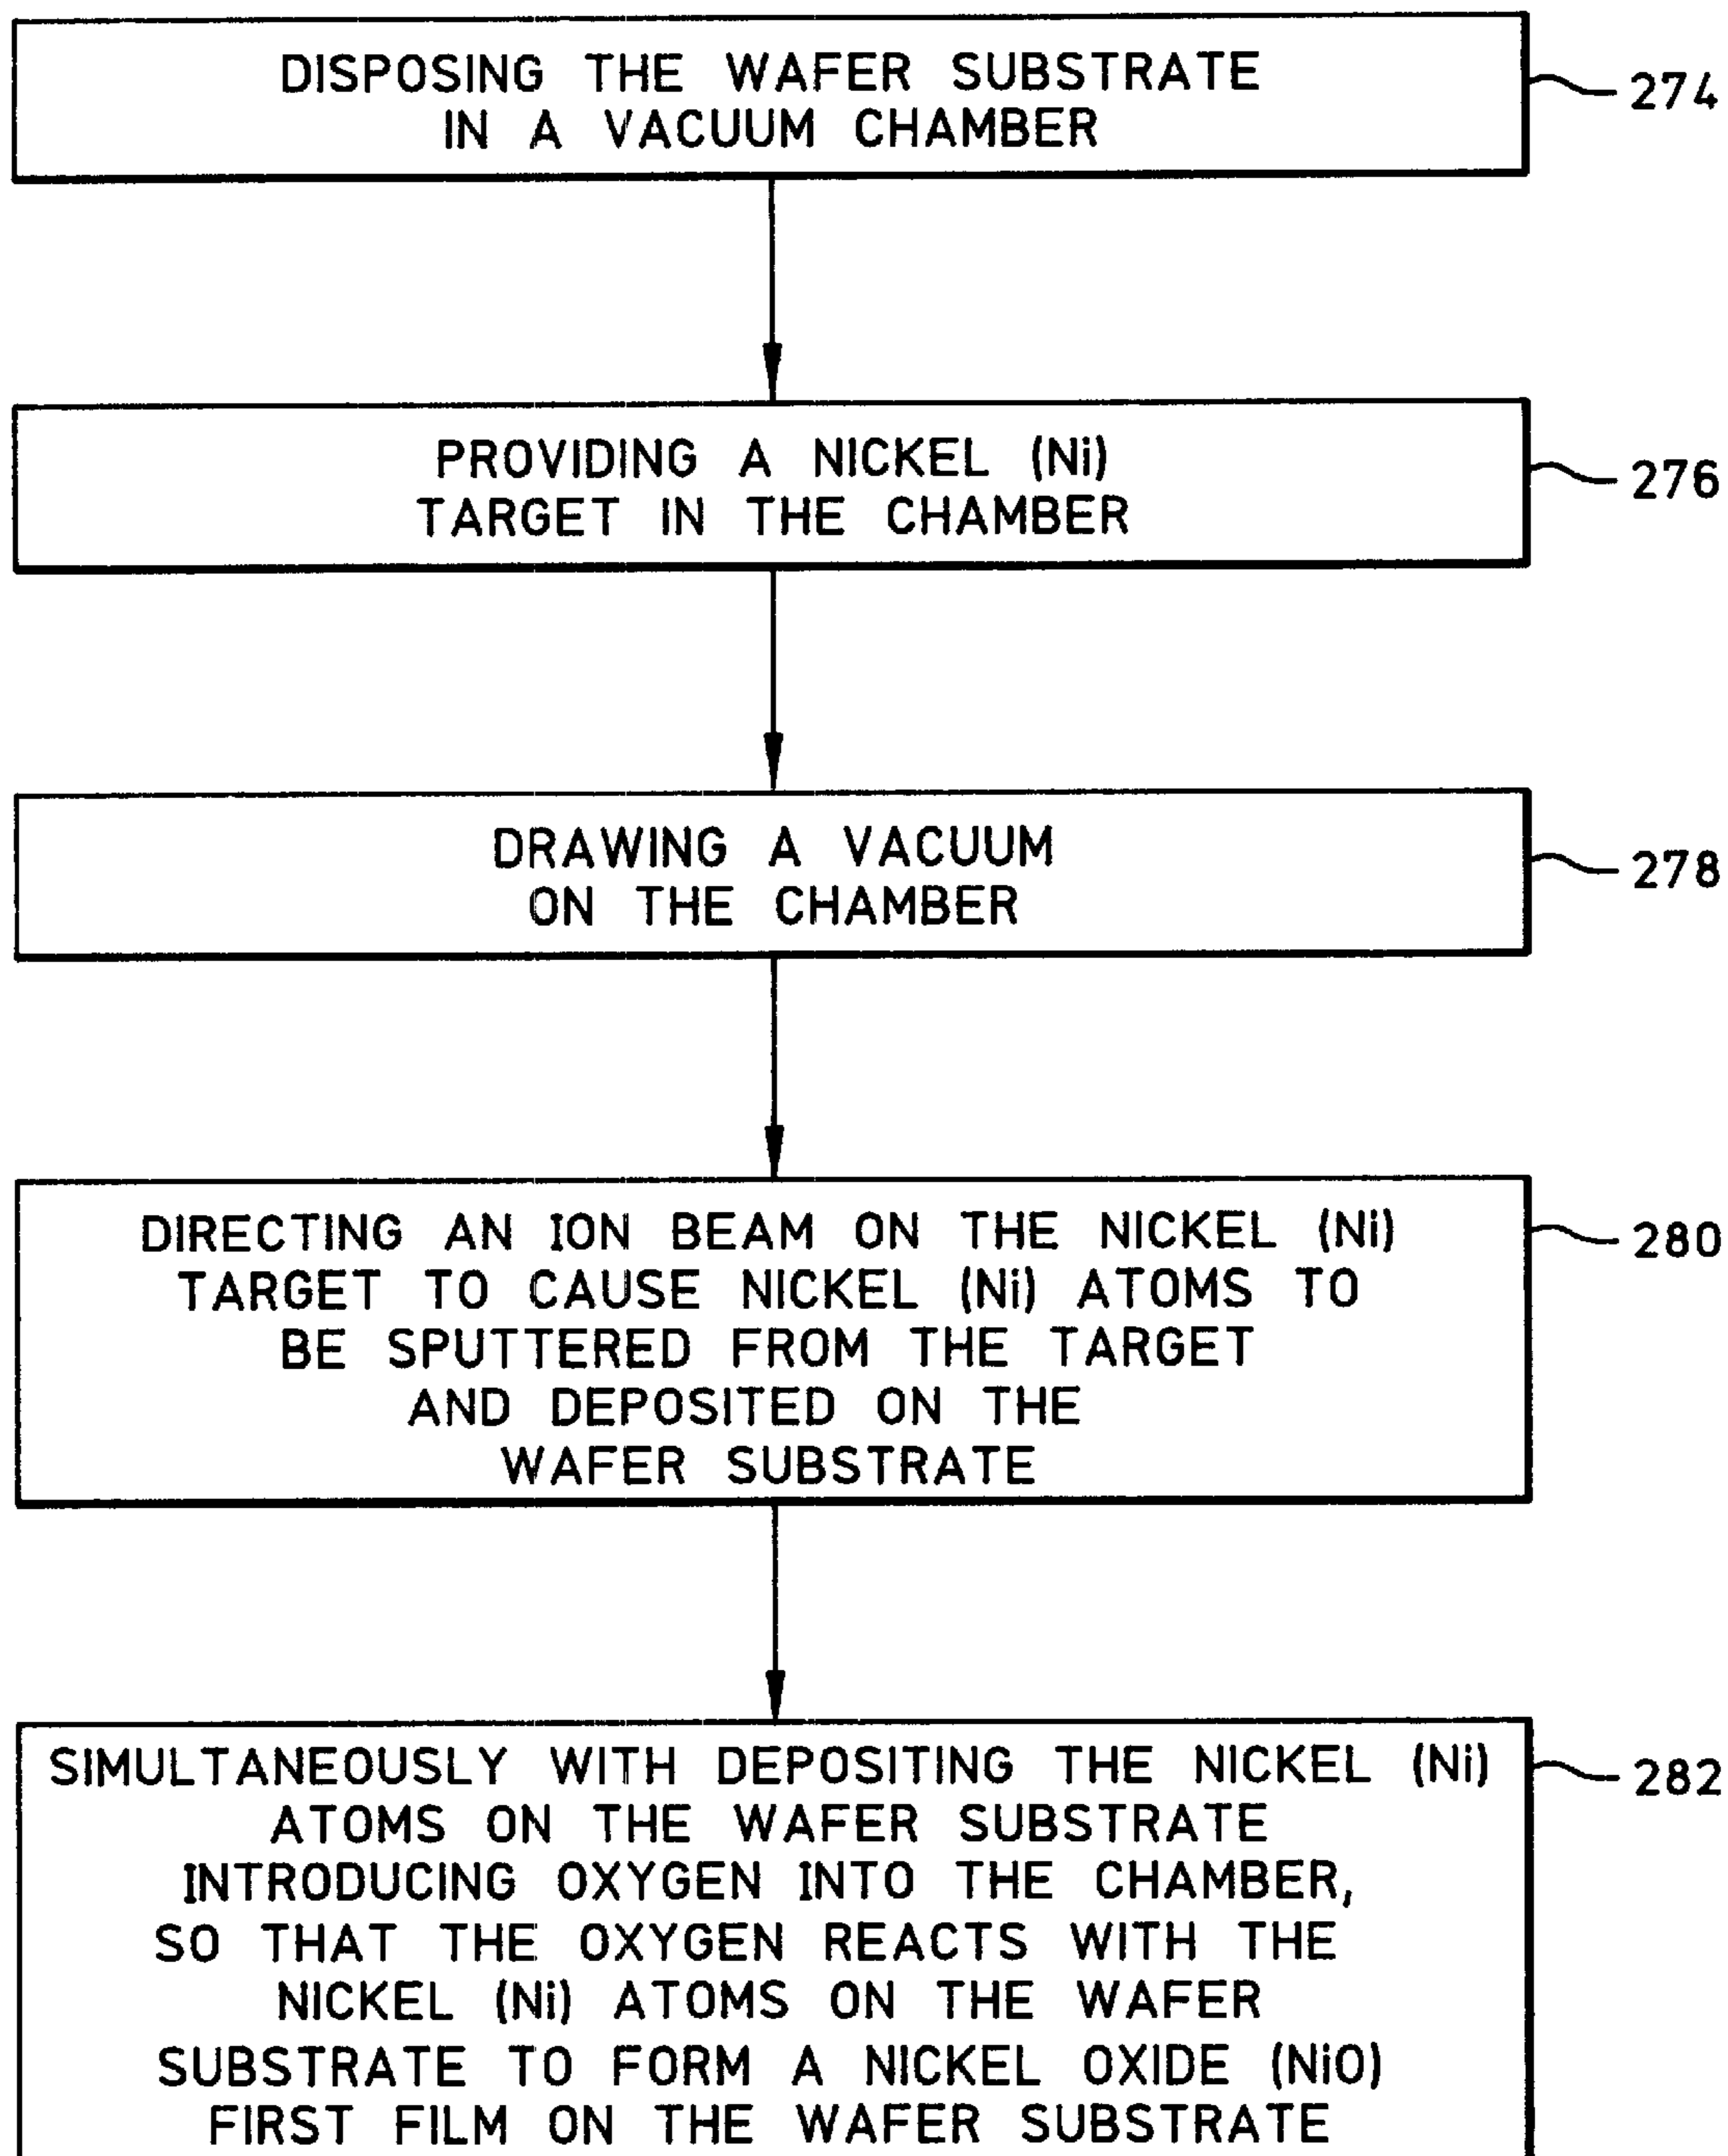 DISPOSING THE WAFER SUBSTRATE
IN A VACUUM CHAMBER
274
PROVIDING A NICKEL (Ni)
TARGET IN THE CHAMBER
276
DRAWING A VACUUM
ON THE CHAMBER
278
DIRECTING AN ION BEAM ON THE NICKEL (Ni)
TARGET TO CAUSE NICKEL (Ni) ATOMS TO
BE SPUTTERED FROM THE TARGET
AND DEPOSITED ON THE
WAFER SUBSTRATE
280
SIMULTANEOUSLY WITH DEPOSITING THE NICKEL (Ni)
ATOMS ON THE WAFER SUBSTRATE
INTRODUCING OXYGEN INTO THE CHAMBER,
SO THAT THE OXYGEN REACTS WITH THE
NICKEL (Ni) ATOMS ON THE WAFER
SUBSTRATE TO FORM A NICKEL OXIDE (NiO)
FIRST FILM ON THE WAFER SUBSTRATE
282